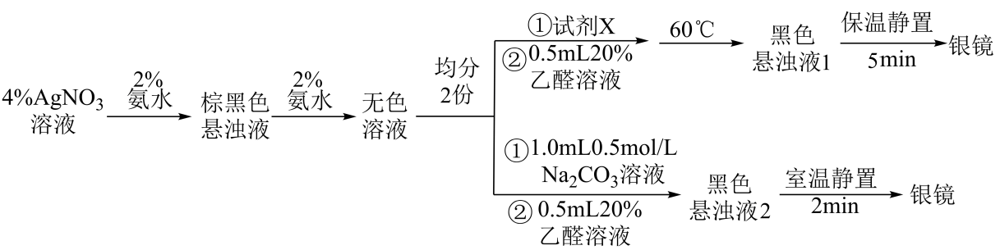 4%AgNO₃
溶液
2%
氨水
棕黑色
悬浊液
2%
氨水
无色
溶液
均分
2份
①试剂X
②0.5mL20%
乙醛溶液
60℃
黑色
悬浊液1
保温静置
5min
银镜
①1.0mL0.5mol/L
Na₂CO₃溶液
②0.5mL20%
乙醛溶液
黑色
悬浊液2
室温静置
2min
银镜